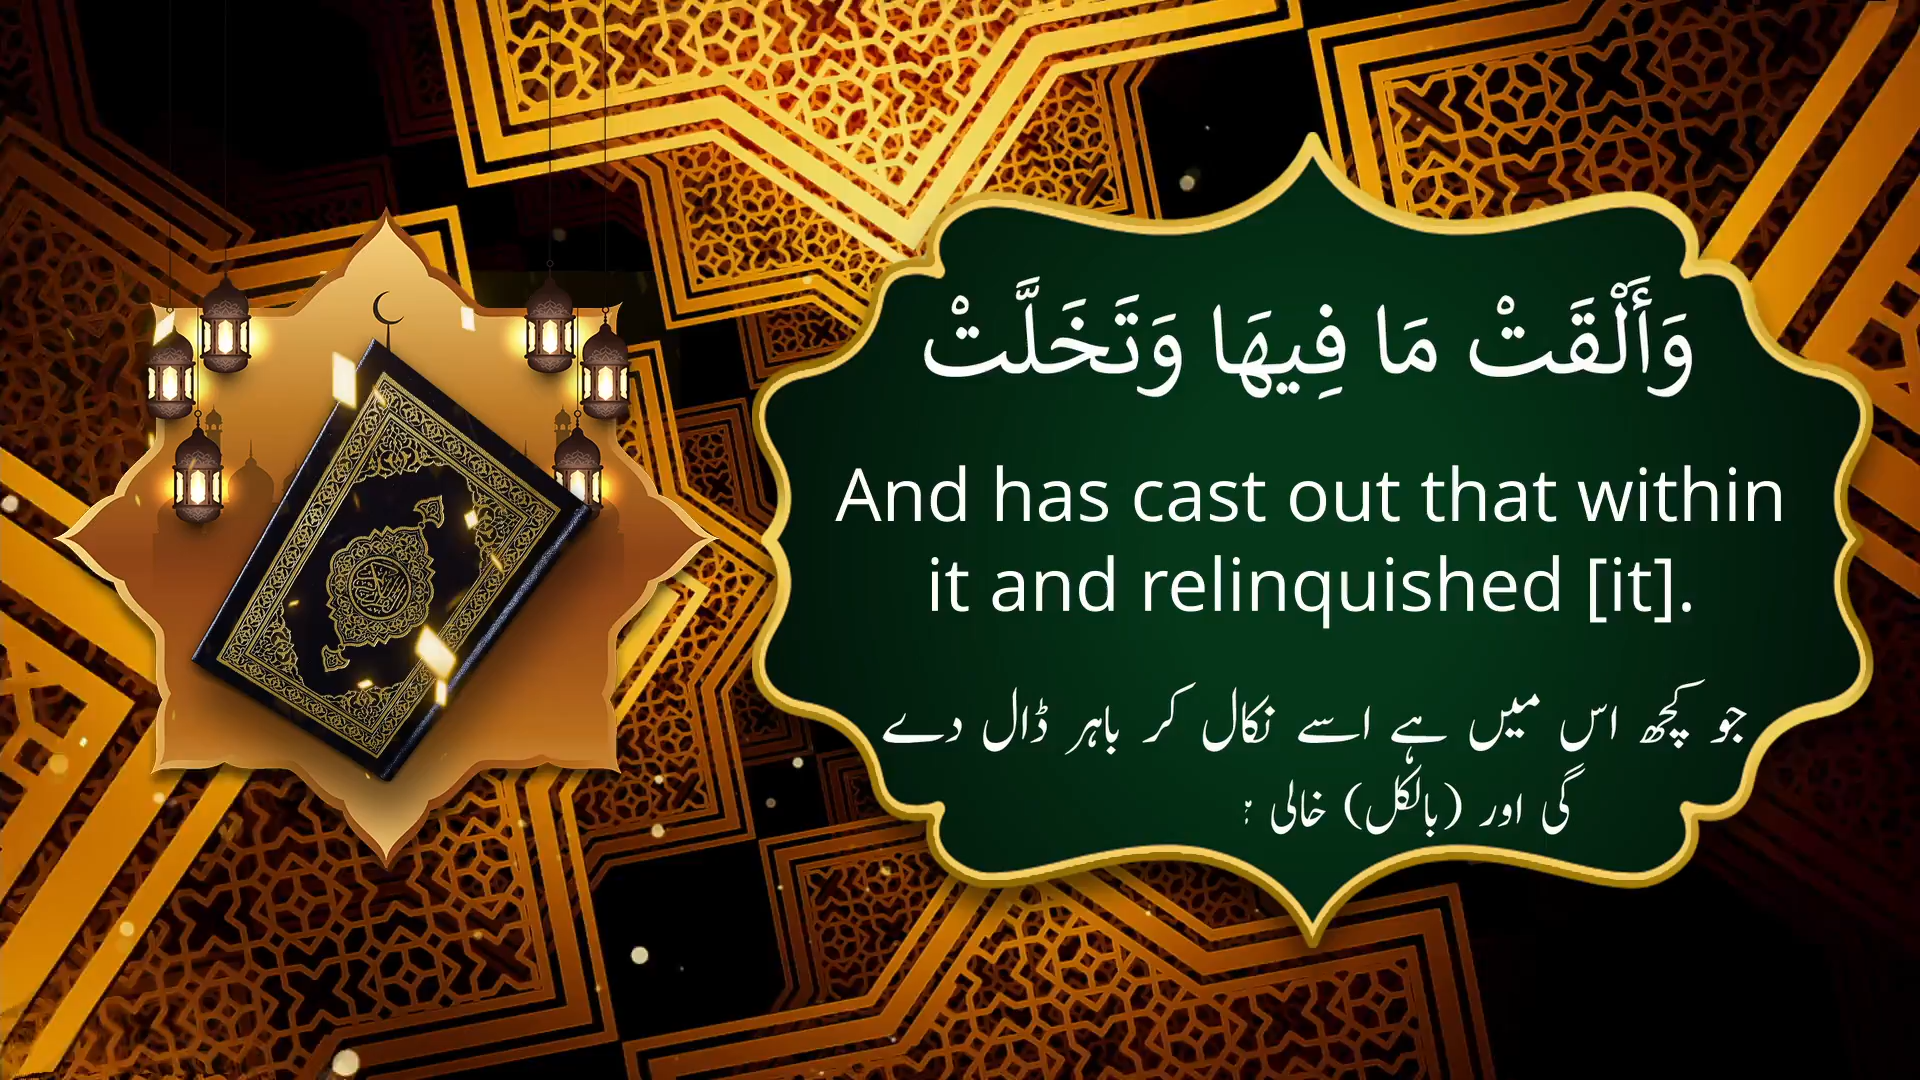 وَأَلْقَتْ مَا فِيهَا وَتَخَلَّتْ
And has cast out that within
it and relinquished [it].
جو کچھ اس میں ہے اسے نکال کر باہر ڈال دے
گی اور (بالکل) خالی